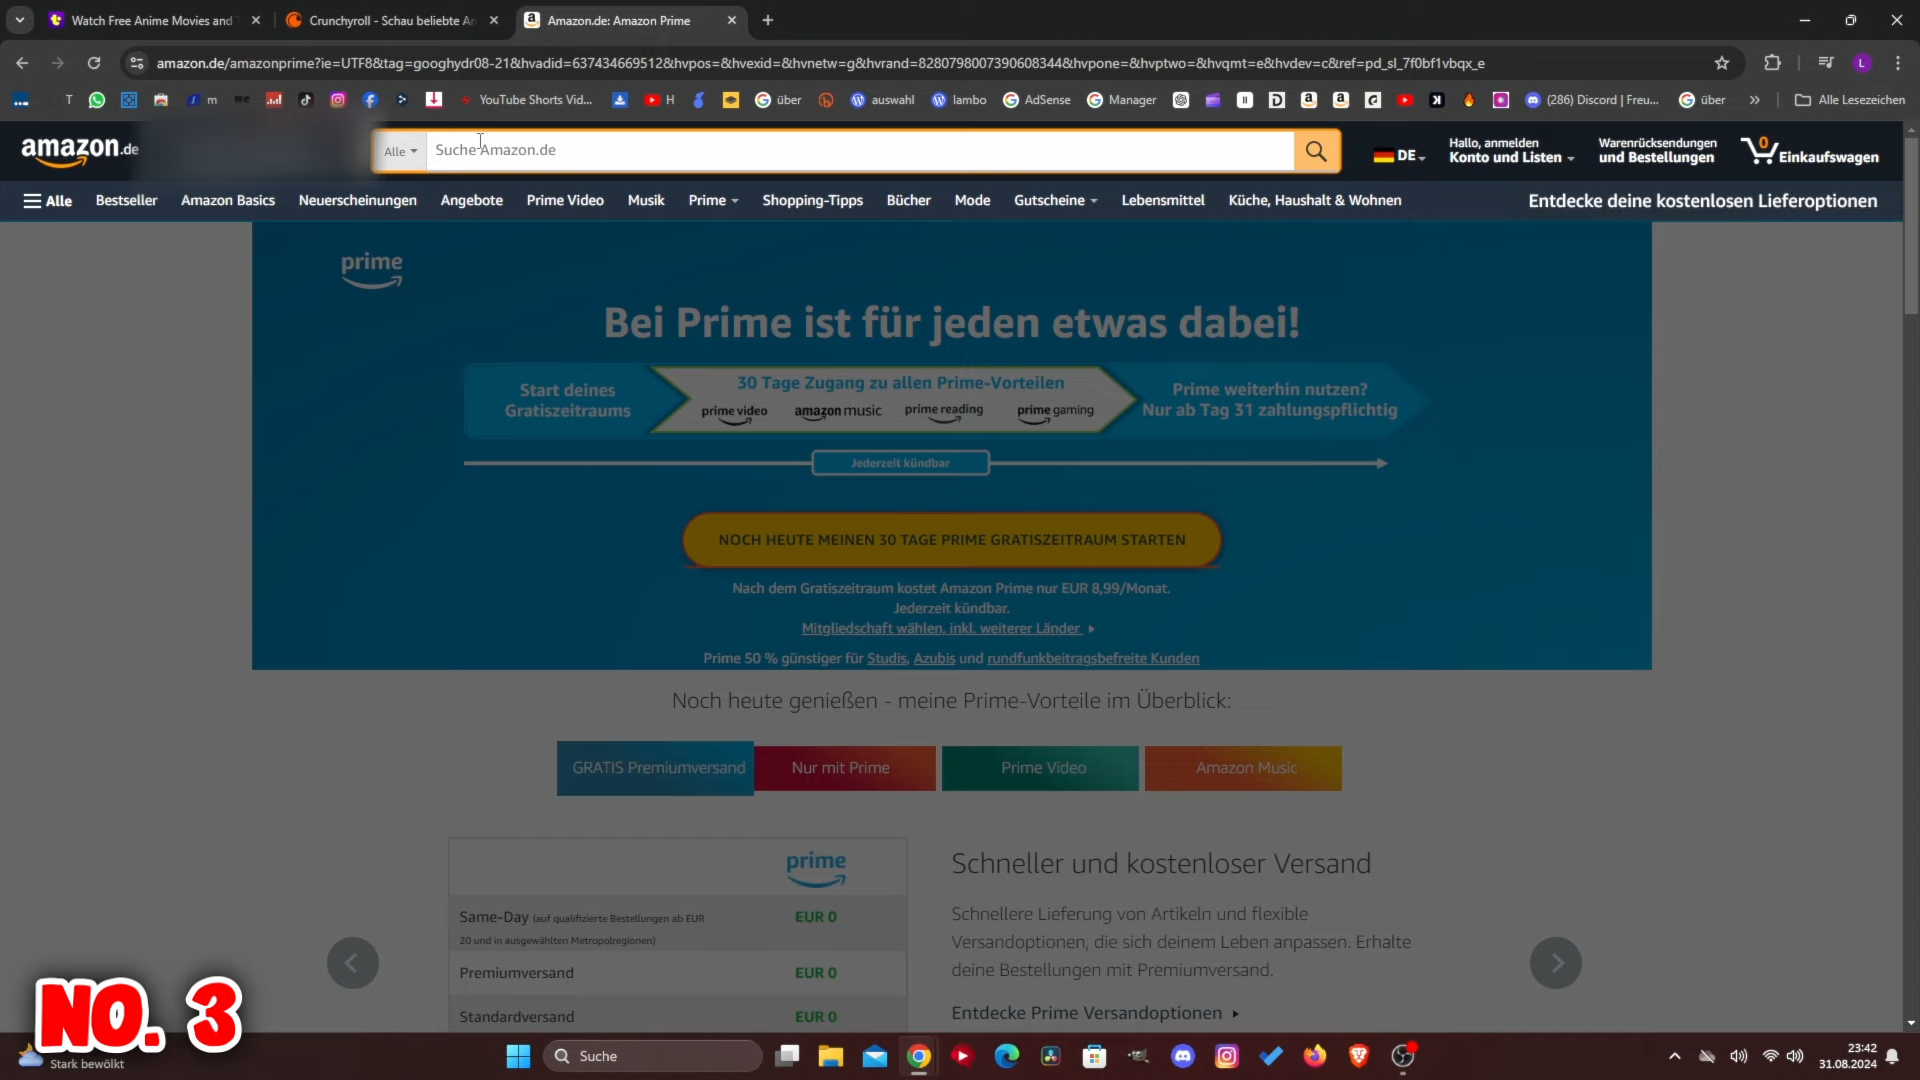 Watch Free Anime Movies and
Crunchyroll - Schau beliebte An
Amazon.de: Amazon Prime
amazon.de/amazonprime?ie=UTF8&tag=googhydr08-21&hvadid=637434669512&hvpos=&hvexid=&hvnetw=g&hvrand=8280798007390608344&hvpone=&hvptwo=&hvqmt=e&hvdev=c&ref=pd_sl_7f0bf1vbqx_e
L
T
m
YouTube Shorts Vid...
H
über
auswahl
lambo
AdSense
Manager
(286) Discord | Freu...
über
Alle Lesezeichen
amazon.de
Alle
Suche Amazon.de
DE
Hallo, anmelden
Konto und Listen
Warenrücksendungen
und Bestellungen
0
Einkaufswagen
Alle
Bestseller
Amazon Basics
Neuerscheinungen
Angebote
Prime Video
Musik
Prime
Shopping-Tipps
Bücher
Mode
Gutscheine
Lebensmittel
Küche, Haushalt & Wohnen
Entdecke deine kostenlosen Lieferoptionen
prime
Bei Prime ist für jeden etwas dabei!
Start deines
Gratiszeitraums
30 Tage Zugang zu allen Prime-Vorteilen
prime video
amazon music
prime reading
prime gaming
Prime weiterhin nutzen?
Nur ab Tag 31 zahlungspflichtig
Jederzeit kündbar
NOCH HEUTE MEINEN 30 TAGE PRIME GRATISZEITRAUM STARTEN
Nach dem Gratiszeitraum kostet Amazon Prime nur EUR 8,99/Monat.
Jederzeit kündbar.
Mitgliedschaft wählen, inkl. weiterer Länder
Prime 50 % günstiger für Studis, Azubis und rundfunkbeitragsbefreite Kunden
Noch heute genießen - meine Prime-Vorteile im Überblick:
GRATIS Premiumversand
Nur mit Prime
Prime Video
Amazon Music
prime
Same-Day (auf qualifizierte Bestellungen ab EUR
20 und in ausgewählten Metropolregionen)
EUR 0
Premiumversand
EUR 0
Standardversand
EUR 0
Schneller und kostenloser Versand
Schnellere Lieferung von Artikeln und flexible
Versandoptionen, die sich deinem Leben anpassen. Erhalte
deine Bestellungen mit Premiumversand.
Entdecke Prime Versandoptionen
NO. 3
Stark bewölkt
Suche
23:42
31.08.2024